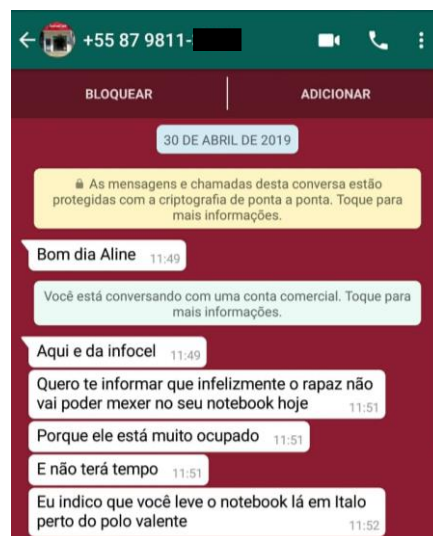 +55 87 9811-
BLOQUEAR
ADICIONAR
30 DE ABRIL DE 2019
As mensagens e chamadas desta conversa estão
protegidas com a criptografia de ponta a ponta. Toque para
mais informações.
Bom dia Aline 11:49
Você está conversando com uma conta comercial. Toque para
mais informações.
Aqui e da infocel 11:49
Quero te informar que infelizmente o rapaz não
vai poder mexer no seu notebook hoje 11:51
Porque ele está muito ocupado 11:51
E não terá tempo 11:51
Eu indico que você leve o notebook lá em Italo
perto do polo valente 11:52